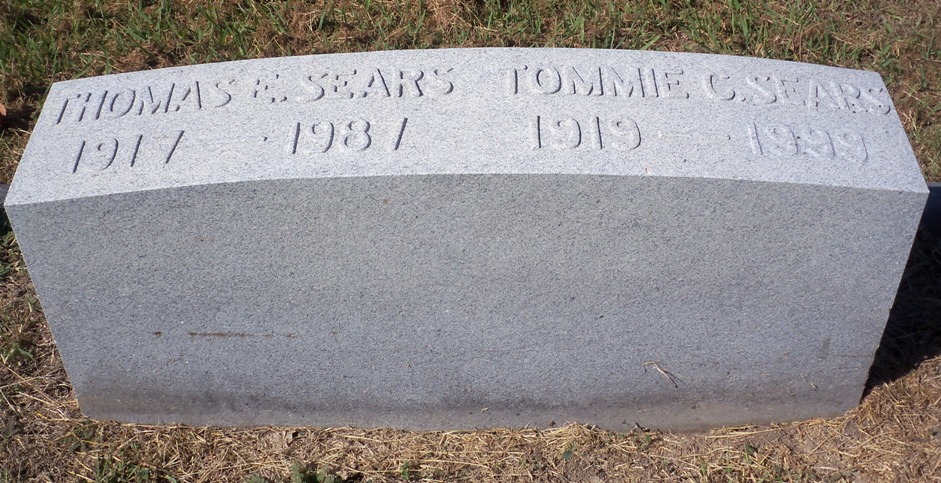 THOMAS E. SEARS TOMMIE C. SEARS
1917 1987 1919 1999